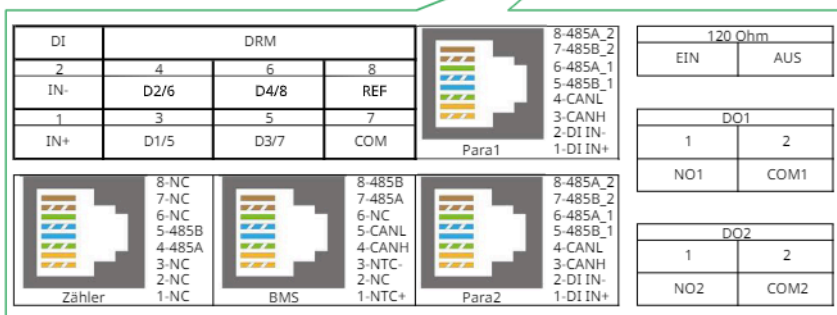 DI DRM
2 4 6 8
IN- D2/6 D4/8 REF
1 3 5 7
IN+ D1/5 D3/7 COM
8-485A_2
7-485B_2
6-485A_1
5-485B_1
4-CANL
3-CANH
2-DI IN-
1-DI IN+
Para1
120 Ohm
EIN AUS
DO1
1 2
NO1 COM1
8-NC
7-NC
6-NC
5-485B
4-485A
3-NC
2-NC
1-NC
Zähler
8-485B
7-485A
6-NC
5-CANL
4-CANH
3-NTC-
2-NC
1-NTC+
BMS
8-485A_2
7-485B_2
6-485A_1
5-485B_1
4-CANL
3-CANH
2-DI IN-
1-DI IN+
Para2
DO2
1 2
NO2 COM2